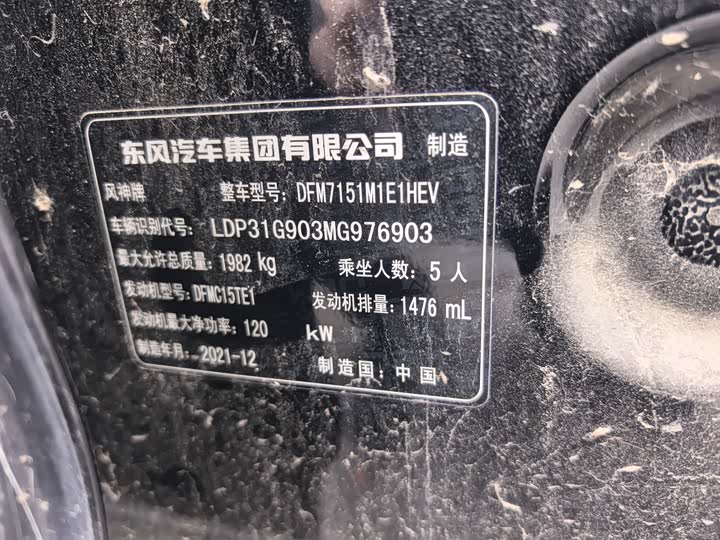 东风汽车集团有限公司 制造
风神牌 整车型号: DFM7151M1E1HEV
车辆识别代号: LDP31G903MG976903
最大允许总质量: 1982 kg 乘坐人数: 5 人
发动机型号: DFMC15TE1 发动机排量: 1476 mL
发动机最大净功率: 120 kW
制造年月: 2021-12 制造国: 中国